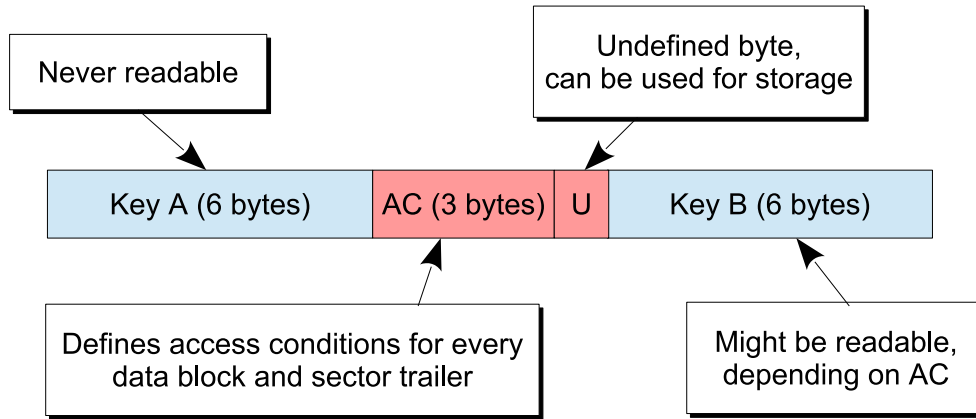 Never readable
Undefined byte,
can be used for storage
Key A (6 bytes)
AC (3 bytes)
U
Key B (6 bytes)
Defines access conditions for every
data block and sector trailer
Might be readable,
depending on AC